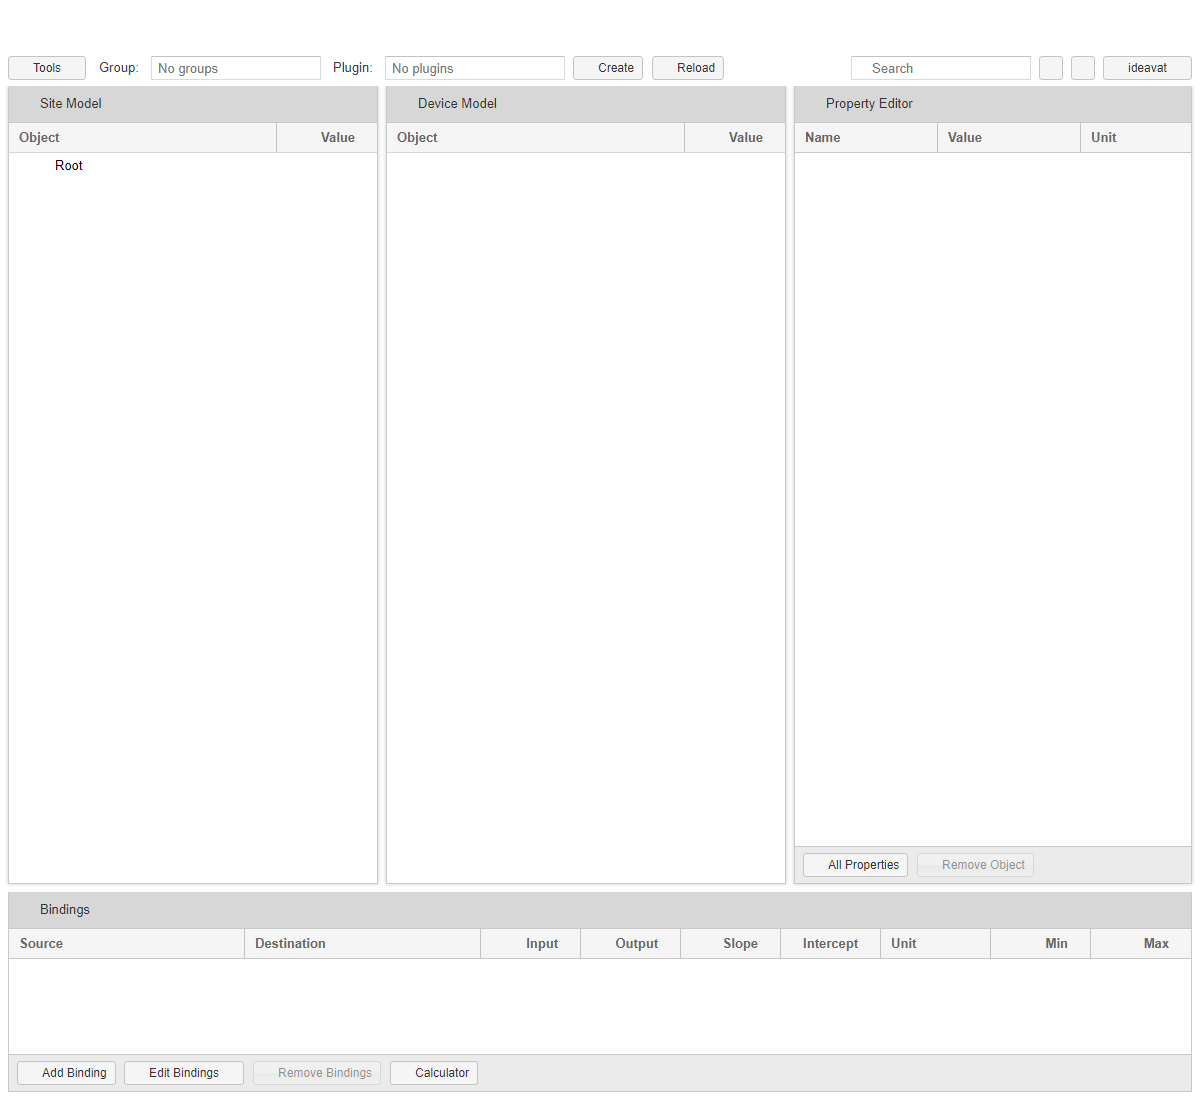 Tools Group: No groups Plugin: No plugins Create Reload Search ideavat
Site Model Device Model Property Editor
Object Value Object Value Name Value Unit
Root
All Properties Remove Object
Bindings
Source Destination Input Output Slope Intercept Unit Min Max
Add Binding Edit Bindings Remove Bindings Calculator